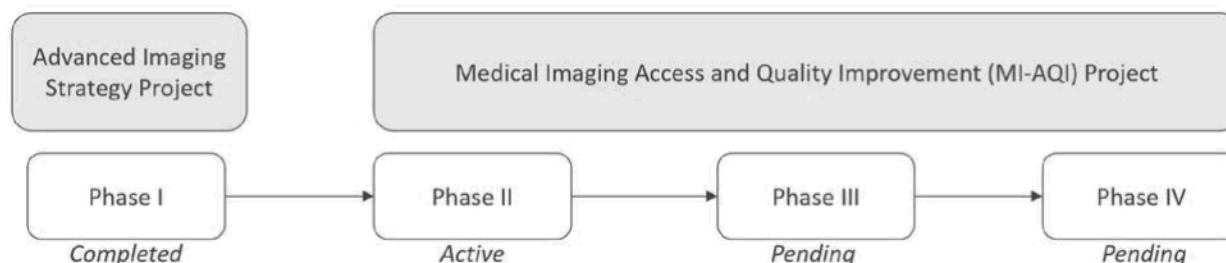 Advanced Imaging
Strategy Project
Medical Imaging Access and Quality Improvement (MI-AQI) Project
Phase I
Phase II
Phase III
Phase IV
Completed
Active
Pending
Pending